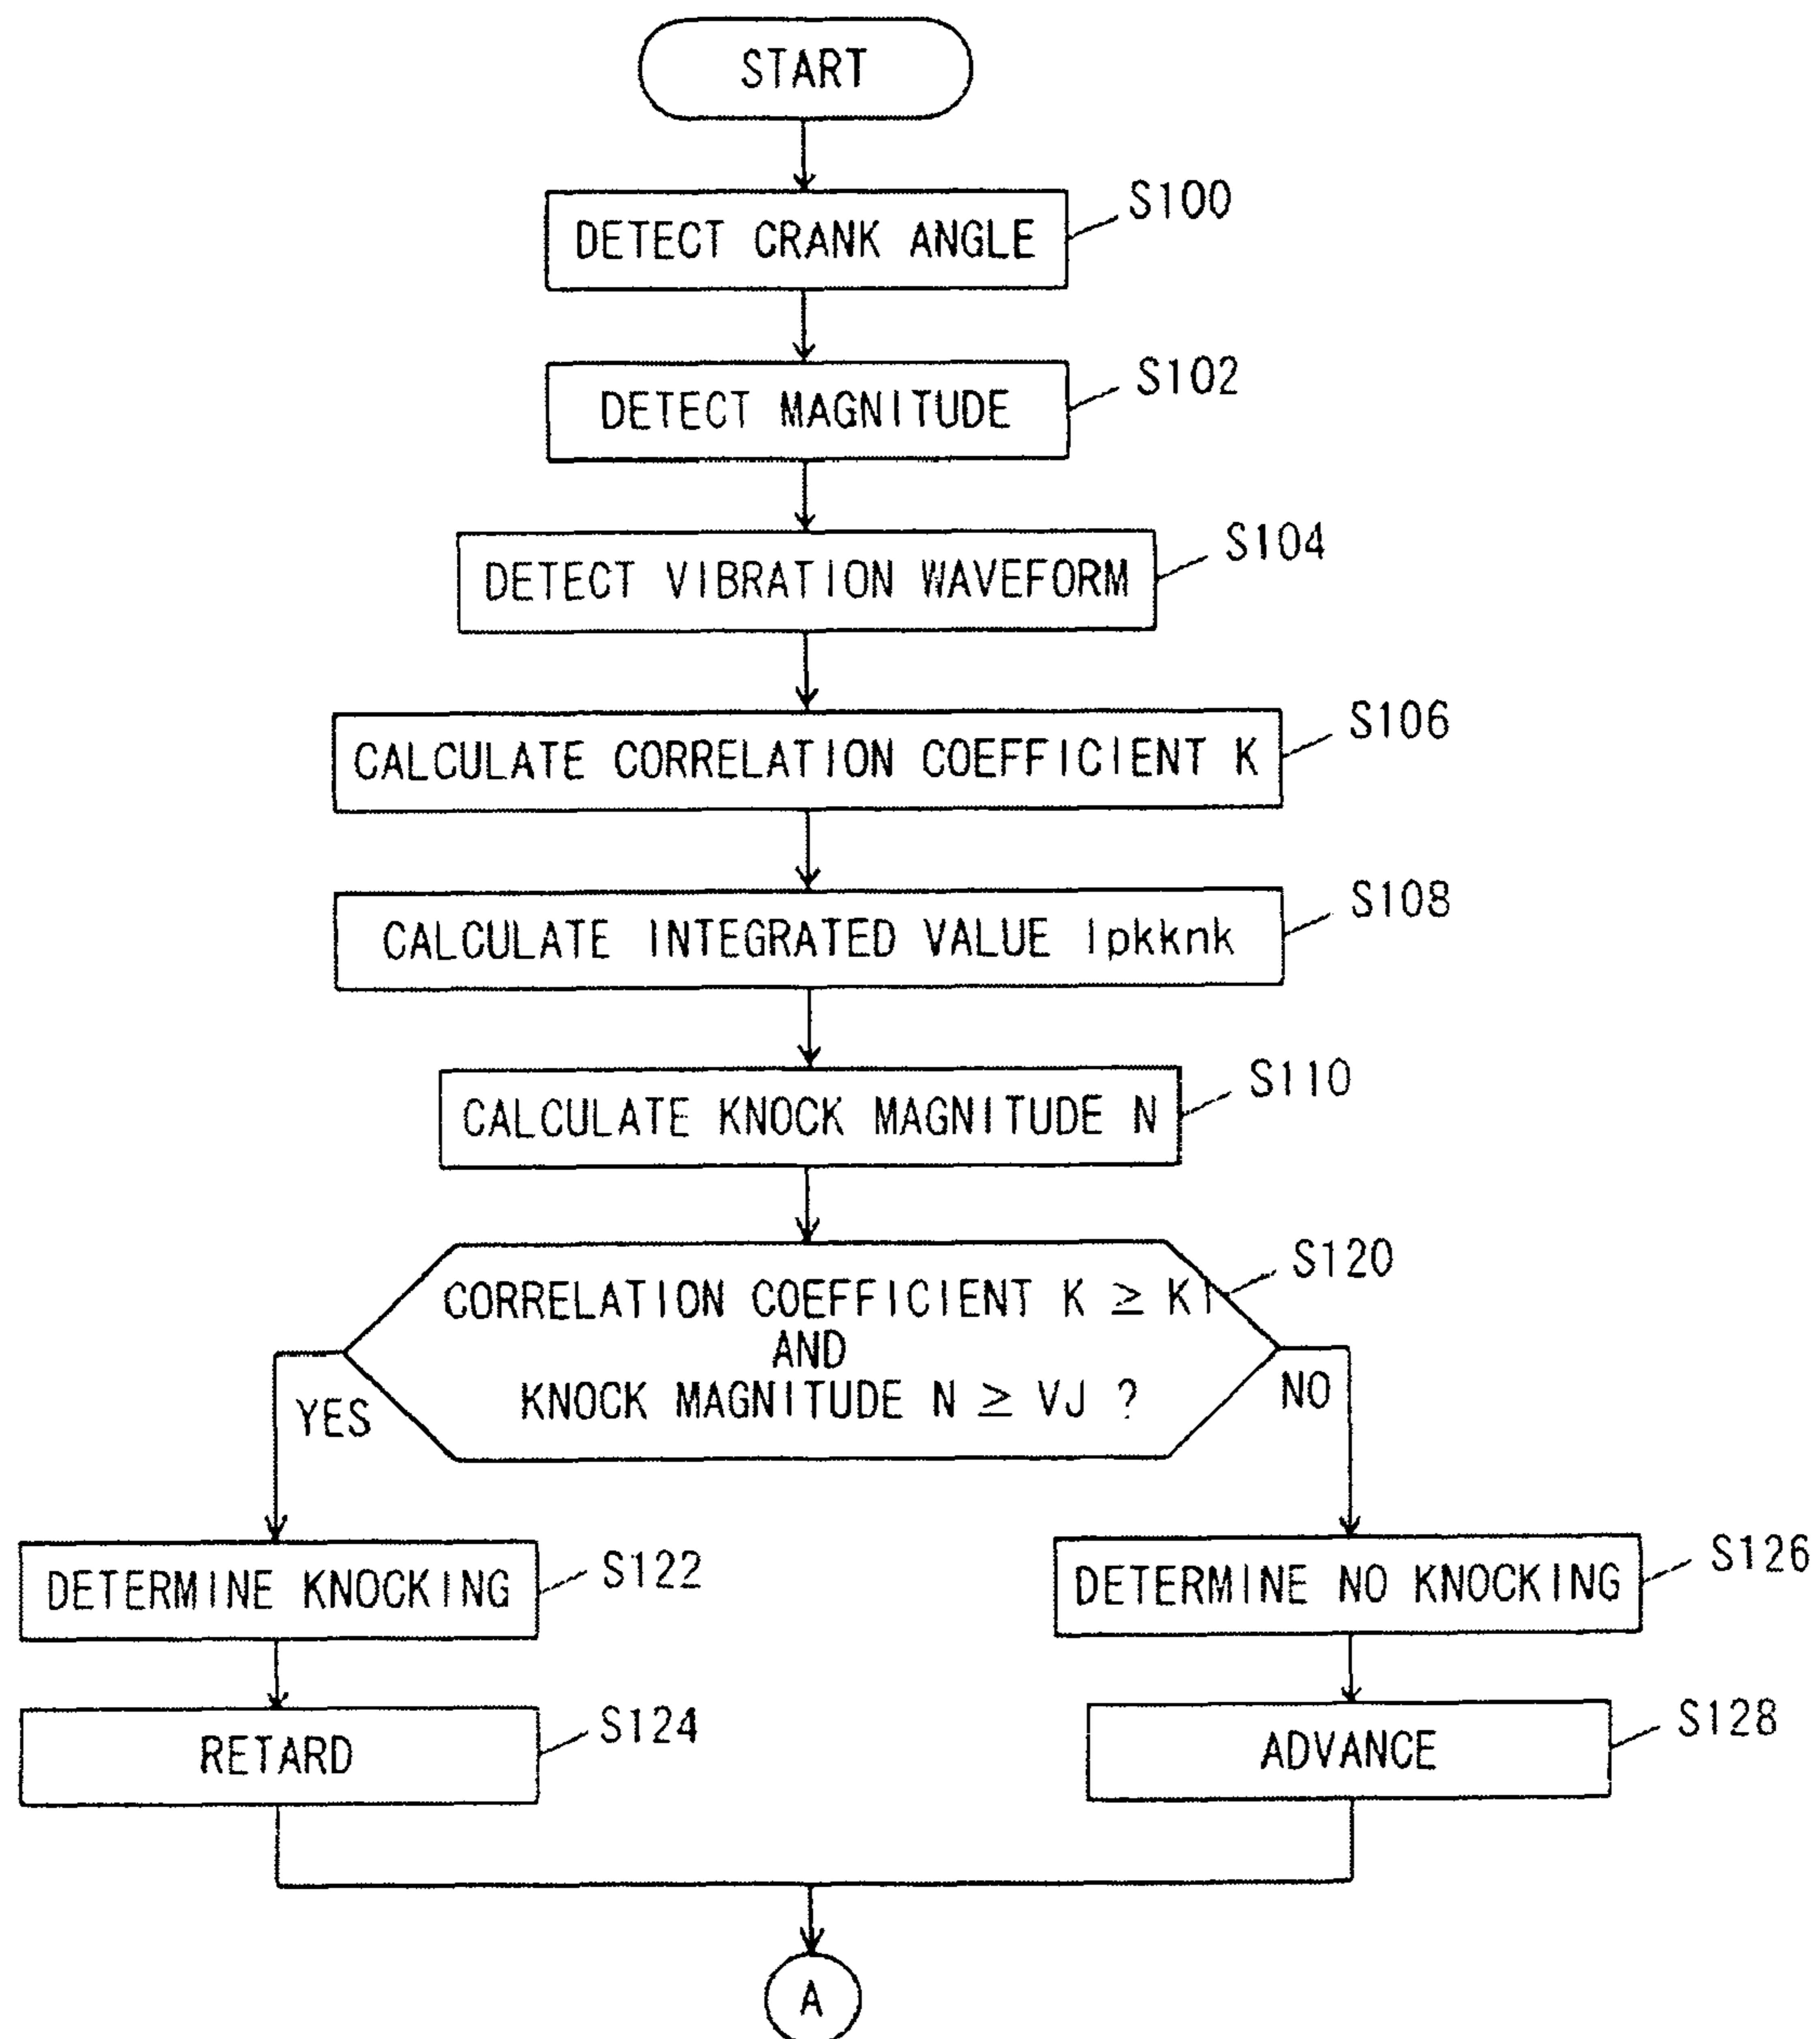 START
DETECT CRANK ANGLE
S100
DETECT MAGNITUDE
S102
DETECT VIBRATION WAVEFORM
S104
CALCULATE CORRELATION COEFFICIENT K
S106
CALCULATE INTEGRATED VALUE lpkknk
S108
CALCULATE KNOCK MAGNITUDE N
S110
CORRELATION COEFFICIENT K ≥ K1
AND
KNOCK MAGNITUDE N ≥ VJ ?
S120
YES
NO
DETERMINE KNOCKING
S122
DETERMINE NO KNOCKING
S126
RETARD
S124
ADVANCE
S128
A